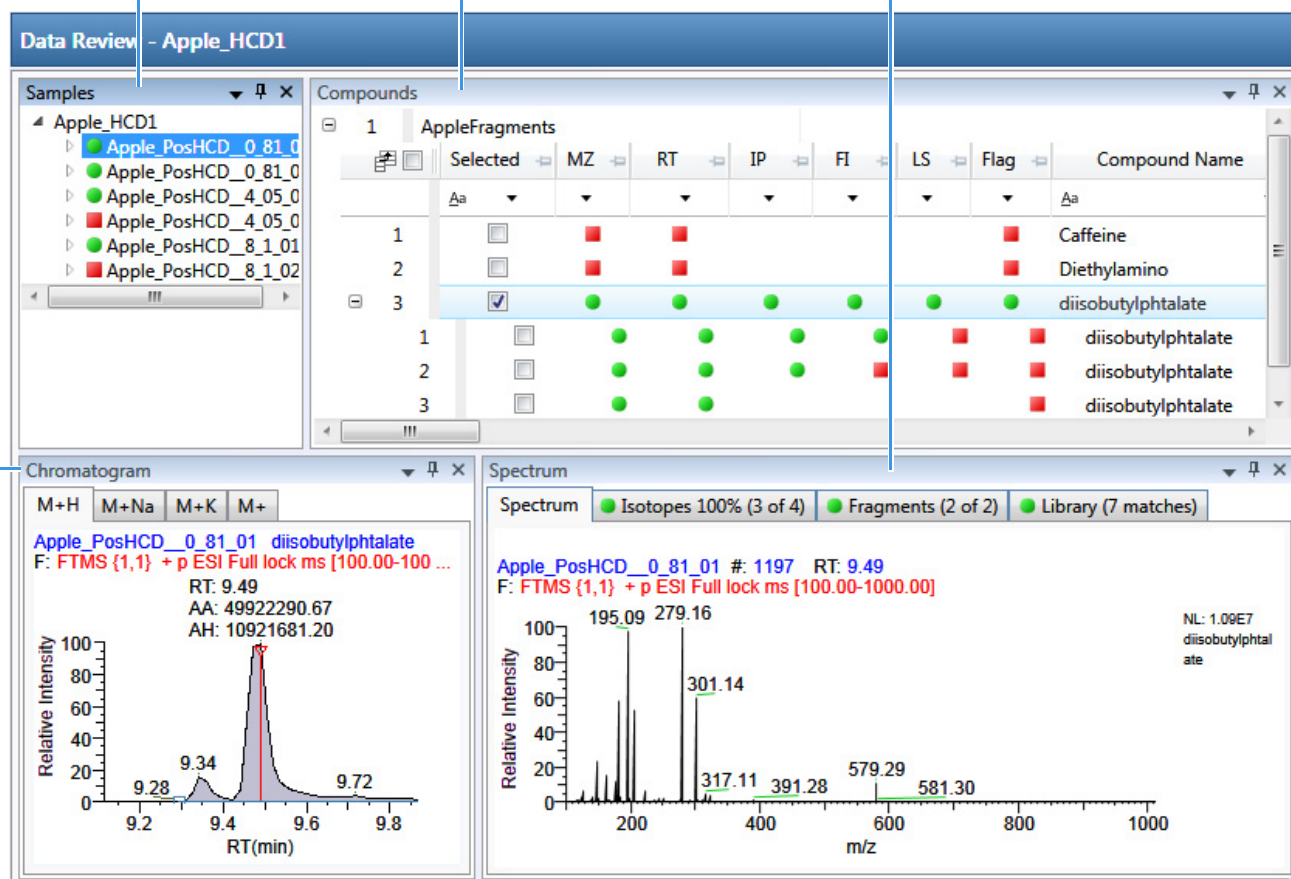 Data Review - Apple_HCD1
Samples
Apple_HCD1
Apple_PosHCD__0_81_0
Apple_PosHCD__0_81_0
Apple_PosHCD__4_05_0
Apple_PosHCD__4_05_0
Apple_PosHCD__8_1_01
Apple_PosHCD__8_1_02
Compounds
1 AppleFragments
Selected MZ RT IP FI LS Flag Compound Name
Aa Aa
1 Caffeine
2 Diethylamino
3 diisobutylphtalate
1 diisobutylphtalate
2 diisobutylphtalate
3 diisobutylphtalate
Chromatogram
M+H M+Na M+K M+
Apple_PosHCD__0_81_01 diisobutylphtalate
F: FTMS {1,1} + p ESI Full lock ms [100.00-100 ...
RT: 9.49
AA: 49922290.67
AH: 10921681.20
Relative Intensity
100
80
60
40
20
0
9.28
9.34
9.72
9.2 9.4 9.6 9.8
RT(min)
Spectrum
Spectrum Isotopes 100% (3 of 4) Fragments (2 of 2) Library (7 matches)
Apple_PosHCD__0_81_01 #: 1197 RT: 9.49
F: FTMS {1,1} + p ESI Full lock ms [100.00-1000.00]
NL: 1.09E7
diisobutylphtal
ate
Relative Intensity
100
80
60
40
20
0
195.09 279.16
301.14
317.11
391.28
579.29
581.30
200 400 600 800 1000
m/z